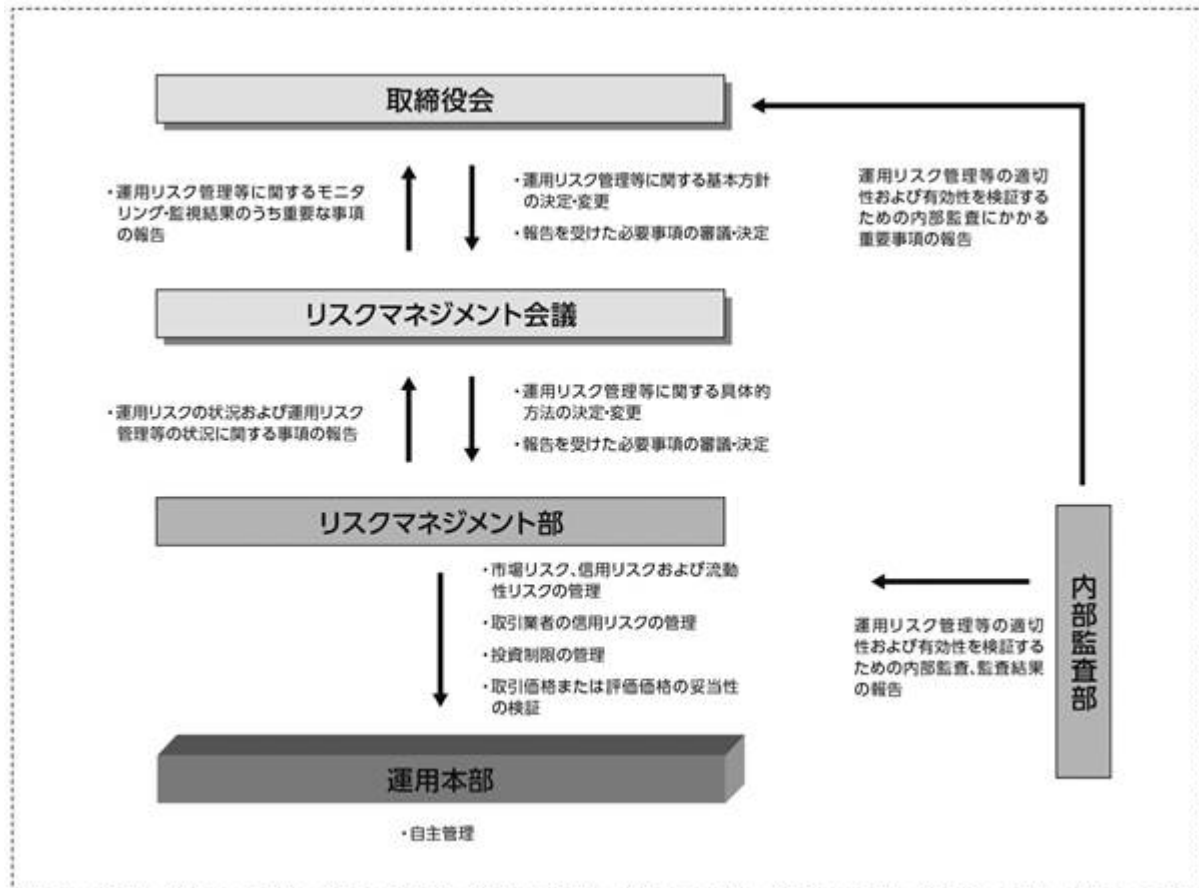 取締役会
・運用リスク管理等に関するモニタ
リング・監視結果のうち重要な事項
の報告
・運用リスク管理等に関する基本方針
の決定・変更
・報告を受けた必要事項の審議・決定
運用リスク管理等の適切
性および有効性を検証する
ための内部監査にかかる
重要事項の報告
リスクマネジメント会議
・運用リスクの状況および運用リスク
管理等の状況に関する事項の報告
・運用リスク管理等に関する具体的
方法の決定・変更
・報告を受けた必要事項の審議・決定
リスクマネジメント部
・市場リスク、信用リスクおよび流動
性リスクの管理
・取引業者の信用リスクの管理
・投資制限の管理
・取引価格または評価価格の妥当性
の検証
運用リスク管理等の適切
性および有効性を検証する
ための内部監査、監査結果
の報告
内部監査部
運用本部
・自主管理